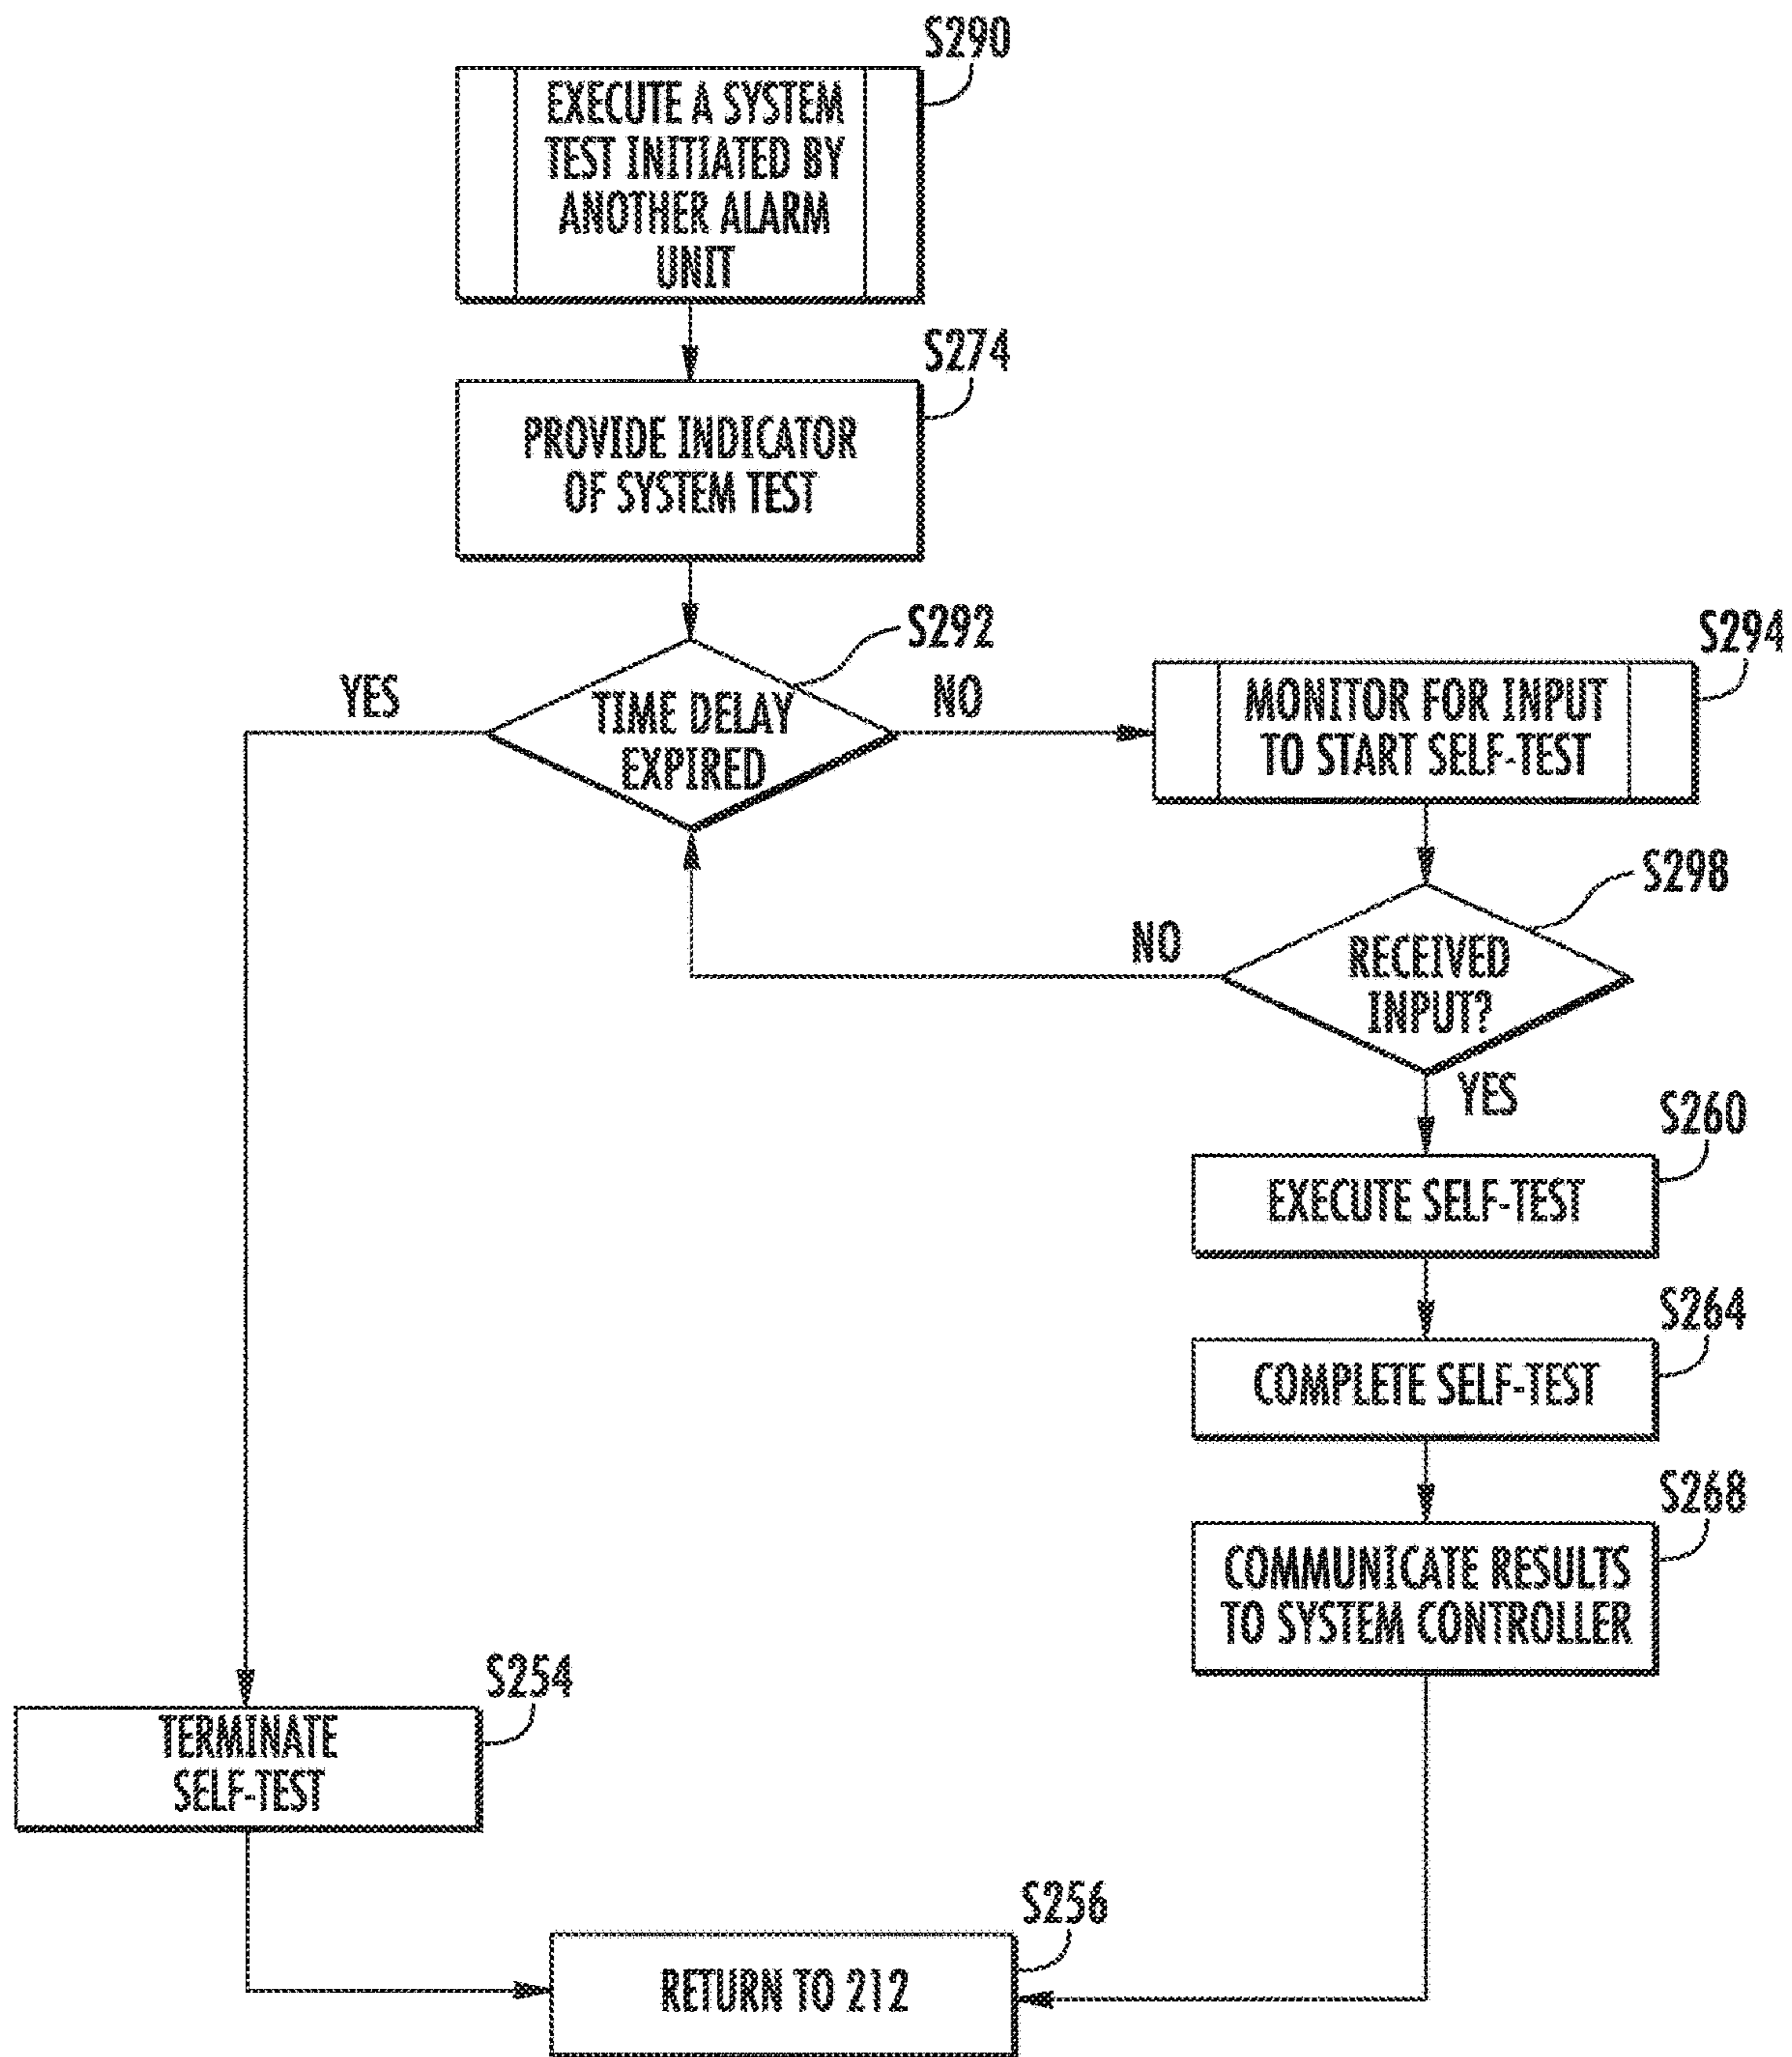 S290
EXECUTE A SYSTEM
TEST INITIATED BY
ANOTHER ALARM
UNIT
S274
PROVIDE INDICATOR
OF SYSTEM TEST
S292
TIME DELAY
EXPIRED
YES
NO
S294
MONITOR FOR INPUT
TO START SELF-TEST
S298
RECEIVED
INPUT?
NO
YES
S260
EXECUTE SELF-TEST
S264
COMPLETE SELF-TEST
S268
COMMUNICATE RESULTS
TO SYSTEM CONTROLLER
S254
TERMINATE
SELF-TEST
S256
RETURN TO 212